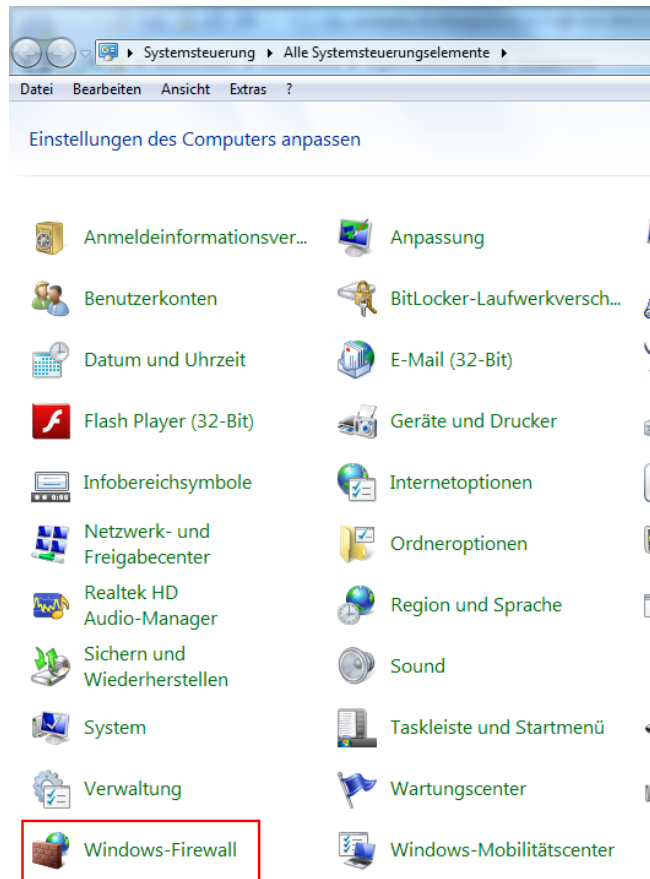 Systemsteuerung ▸ Alle Systemsteuerungselemente ▸
Datei Bearbeiten Ansicht Extras ?
Einstellungen des Computers anpassen
Anmeldeinformationsver... Anpassung
Benutzerkonten BitLocker-Laufwerkversch...
Datum und Uhrzeit E-Mail (32-Bit)
Flash Player (32-Bit) Geräte und Drucker
Infobereichsymbole Internetoptionen
Netzwerk- und
Freigabecenter
Ordneroptionen
Realtek HD
Audio-Manager
Region und Sprache
Sichern und
Wiederherstellen
Sound
System Taskleiste und Startmenü
Verwaltung Wartungscenter
Windows-Firewall Windows-Mobilitätscenter